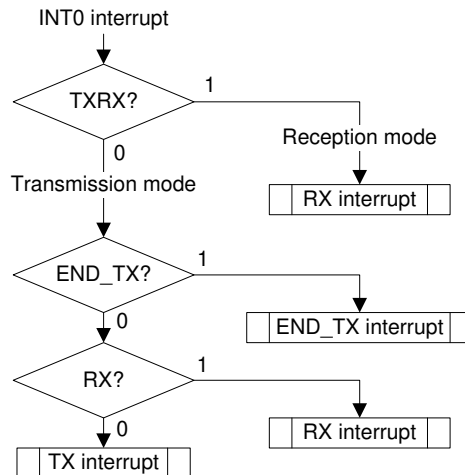 INT0 interrupt
TXRX?
1
0
Reception mode
Transmission mode
RX interrupt
END_TX?
1
0
END_TX interrupt
RX?
1
0
RX interrupt
TX interrupt